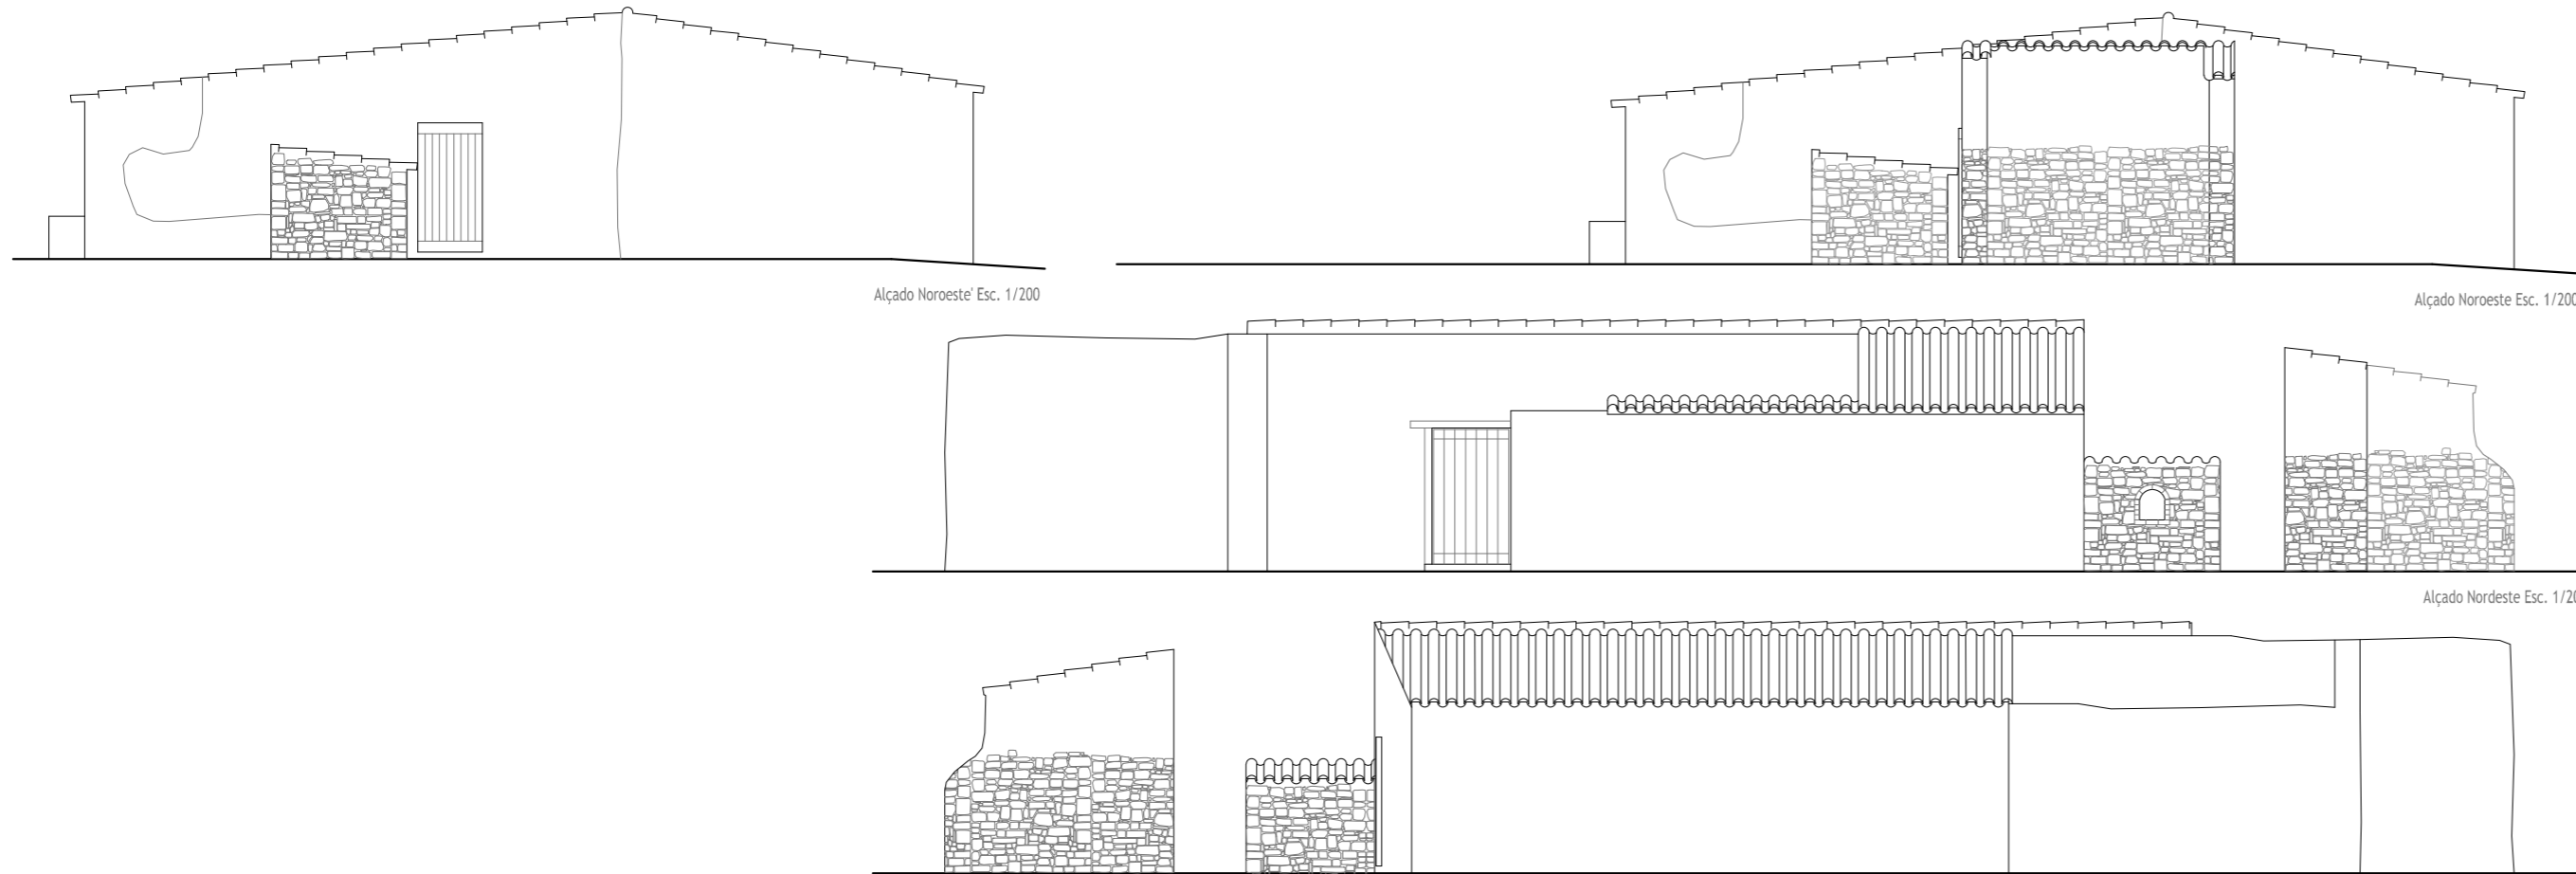 Alçado Noroeste' Esc. 1/200
Alçado Noroeste Esc. 1/200
Alçado Nordeste Esc. 1/20